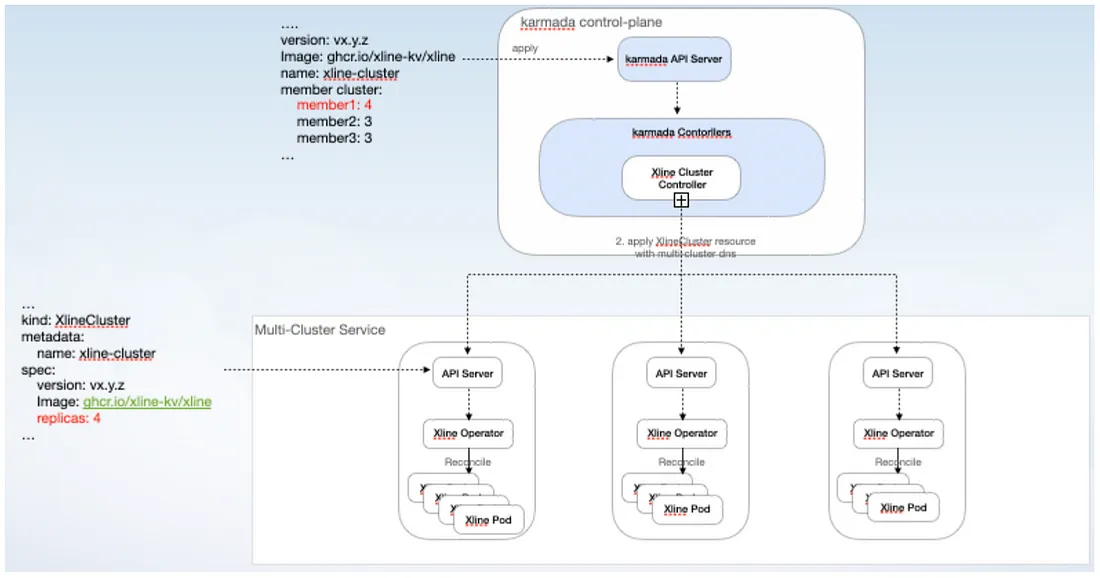 ....
version: vx.y.z
Image: ghcr.io/xline-kv/xline
name: xline-cluster
member cluster:
member1: 4
member2: 3
member3: 3
...
karmada control-plane
apply
karmada API Server
karmada Contorllers
Xline Cluster
Controller
2. apply XlineCluster resource
with multi-cluster dns
...
kind: XlineCluster
metadata:
name: xline-cluster
spec:
version: vx.y.z
Image: ghcr.io/xline-kv/xline
replicas: 4
...
Multi-Cluster Service
API Server
Xline Operator
Reconcile
Xline Pod
API Server
Xline Operator
Reconcile
Xline Pod
API Server
Xline Operator
Reconcile
Xline Pod